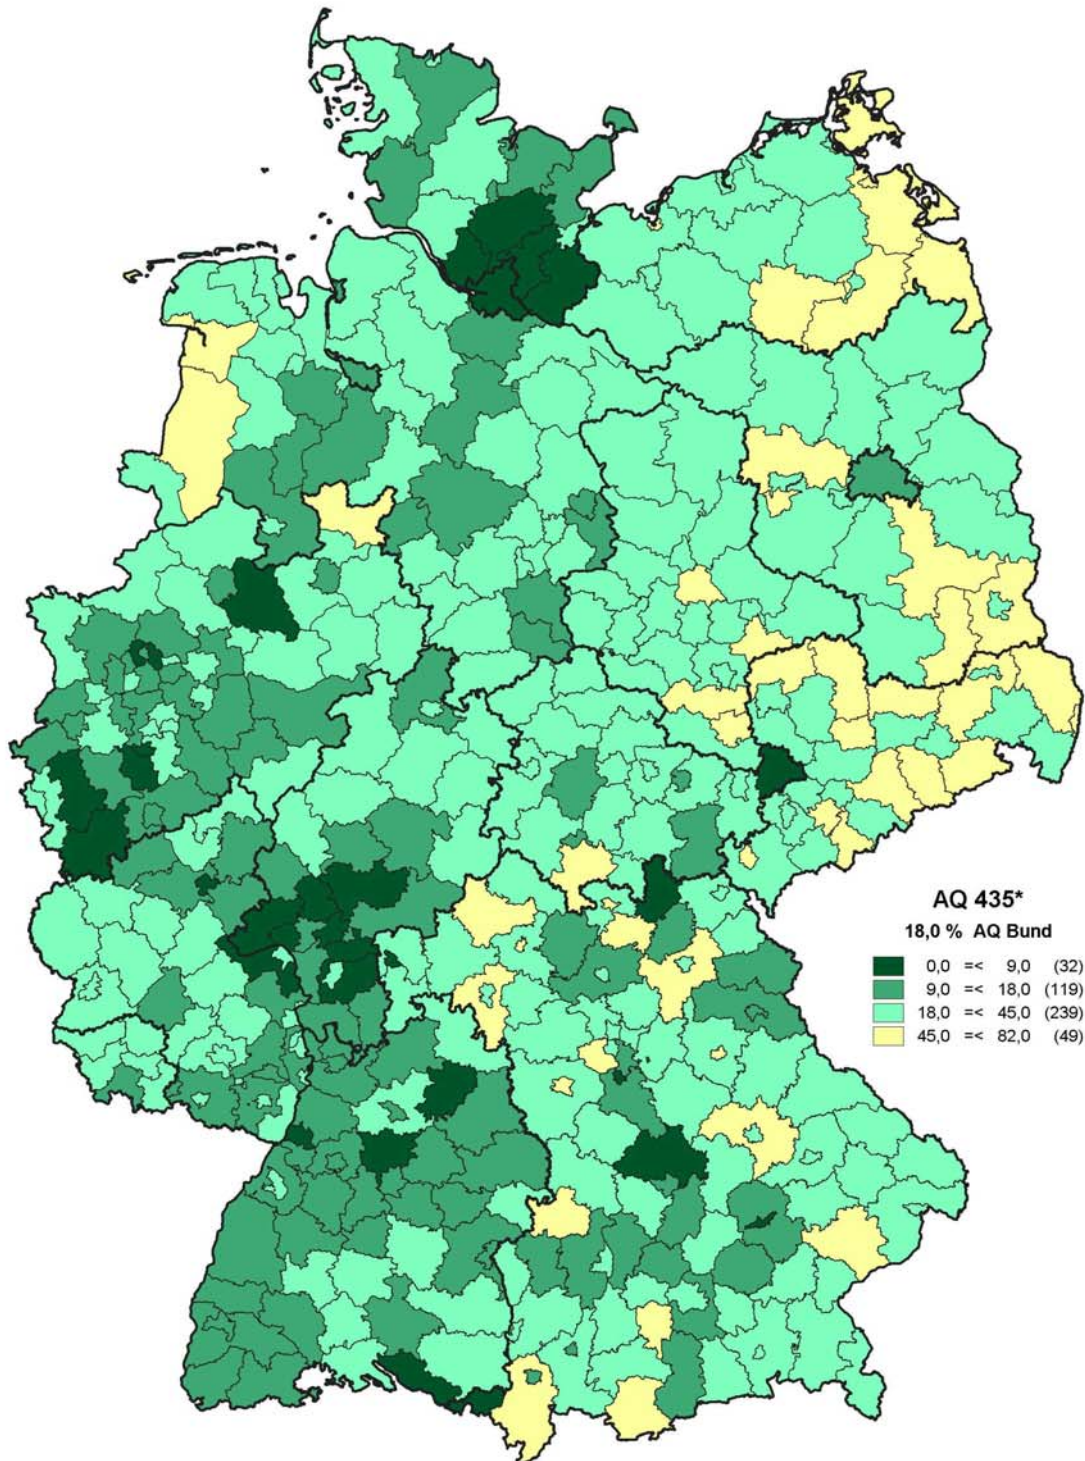 AQ 435*
18,0 % AQ Bund
0,0 =< 9,0 (32)
9,0 =< 18,0 (119)
18,0 =< 45,0 (239)
45,0 =< 82,0 (49)